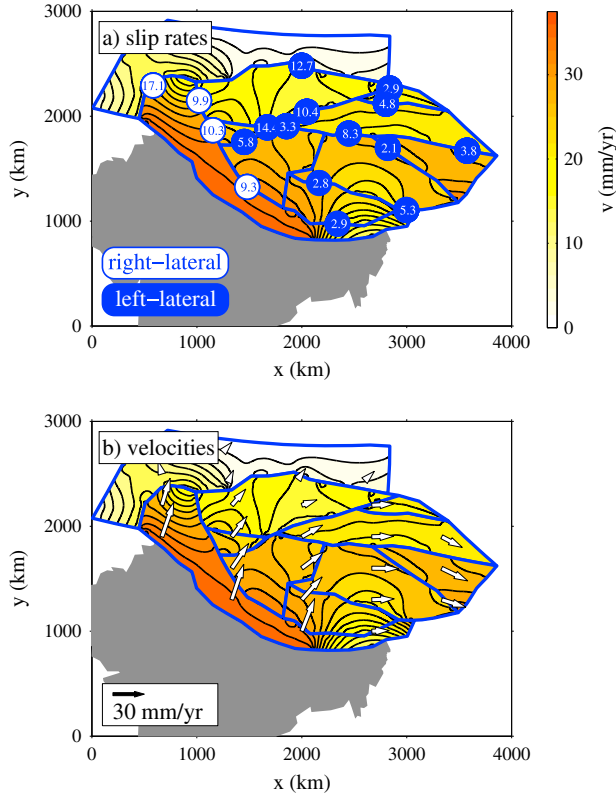 3000
a) slip rates
12.7
17.1
2.9
9.9
4.8
2000
10.4
14.4
3.3
10.3
8.3
5.8
2.1
3.8
2.8
9.3
5.3
1000
2.9
right−lateral
left−lateral
0
0 1000 2000 3000 4000
x (km)
y (km)
30
20
10
0
v (mm/yr)
3000
b) velocities
2000
1000
30 mm/yr
0
0 1000 2000 3000 4000
x (km)
y (km)